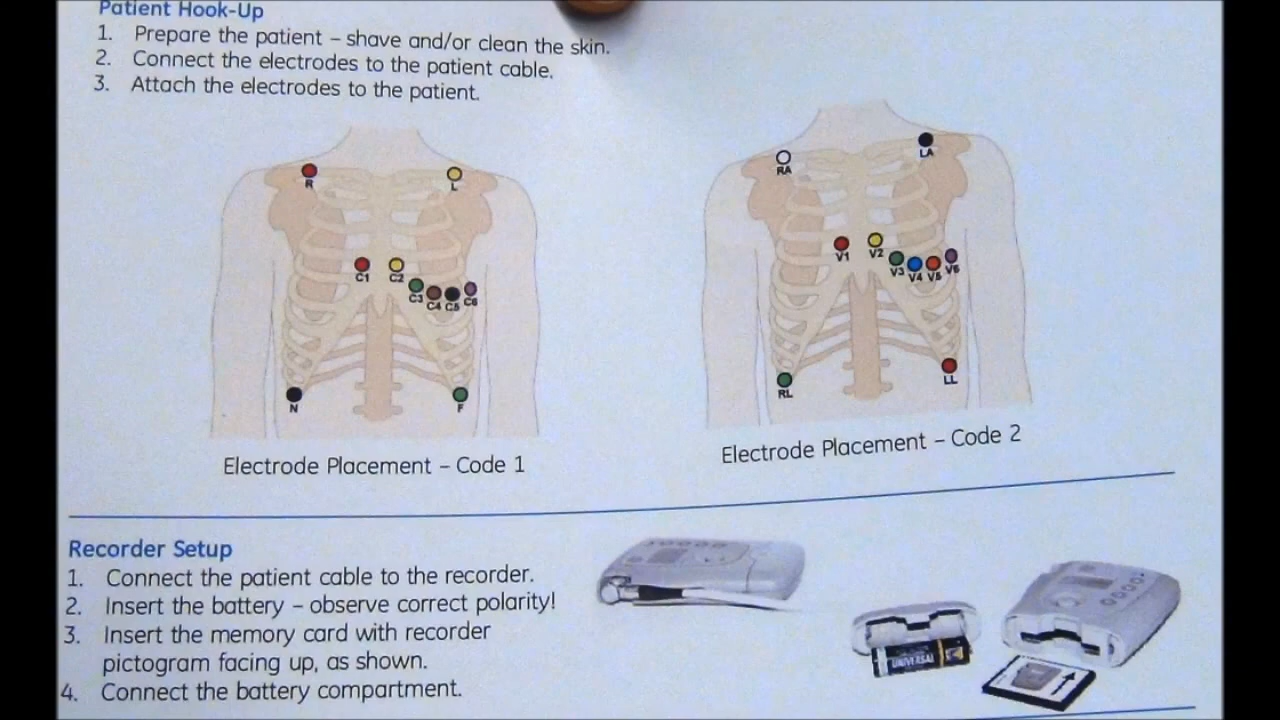 Patient Hook-Up
1. Prepare the patient – shave and/or clean the skin.
2. Connect the electrodes to the patient cable.
3. Attach the electrodes to the patient.
R L
C1 C2
C3 C4 C5 C6
N F
Electrode Placement – Code 1
RA LA
V1 V2
V3 V4 V5 V6
RL LL
Electrode Placement – Code 2
Recorder Setup
1. Connect the patient cable to the recorder.
2. Insert the battery – observe correct polarity!
3. Insert the memory card with recorder
pictogram facing up, as shown.
4. Connect the battery compartment.
UNIVERSAL